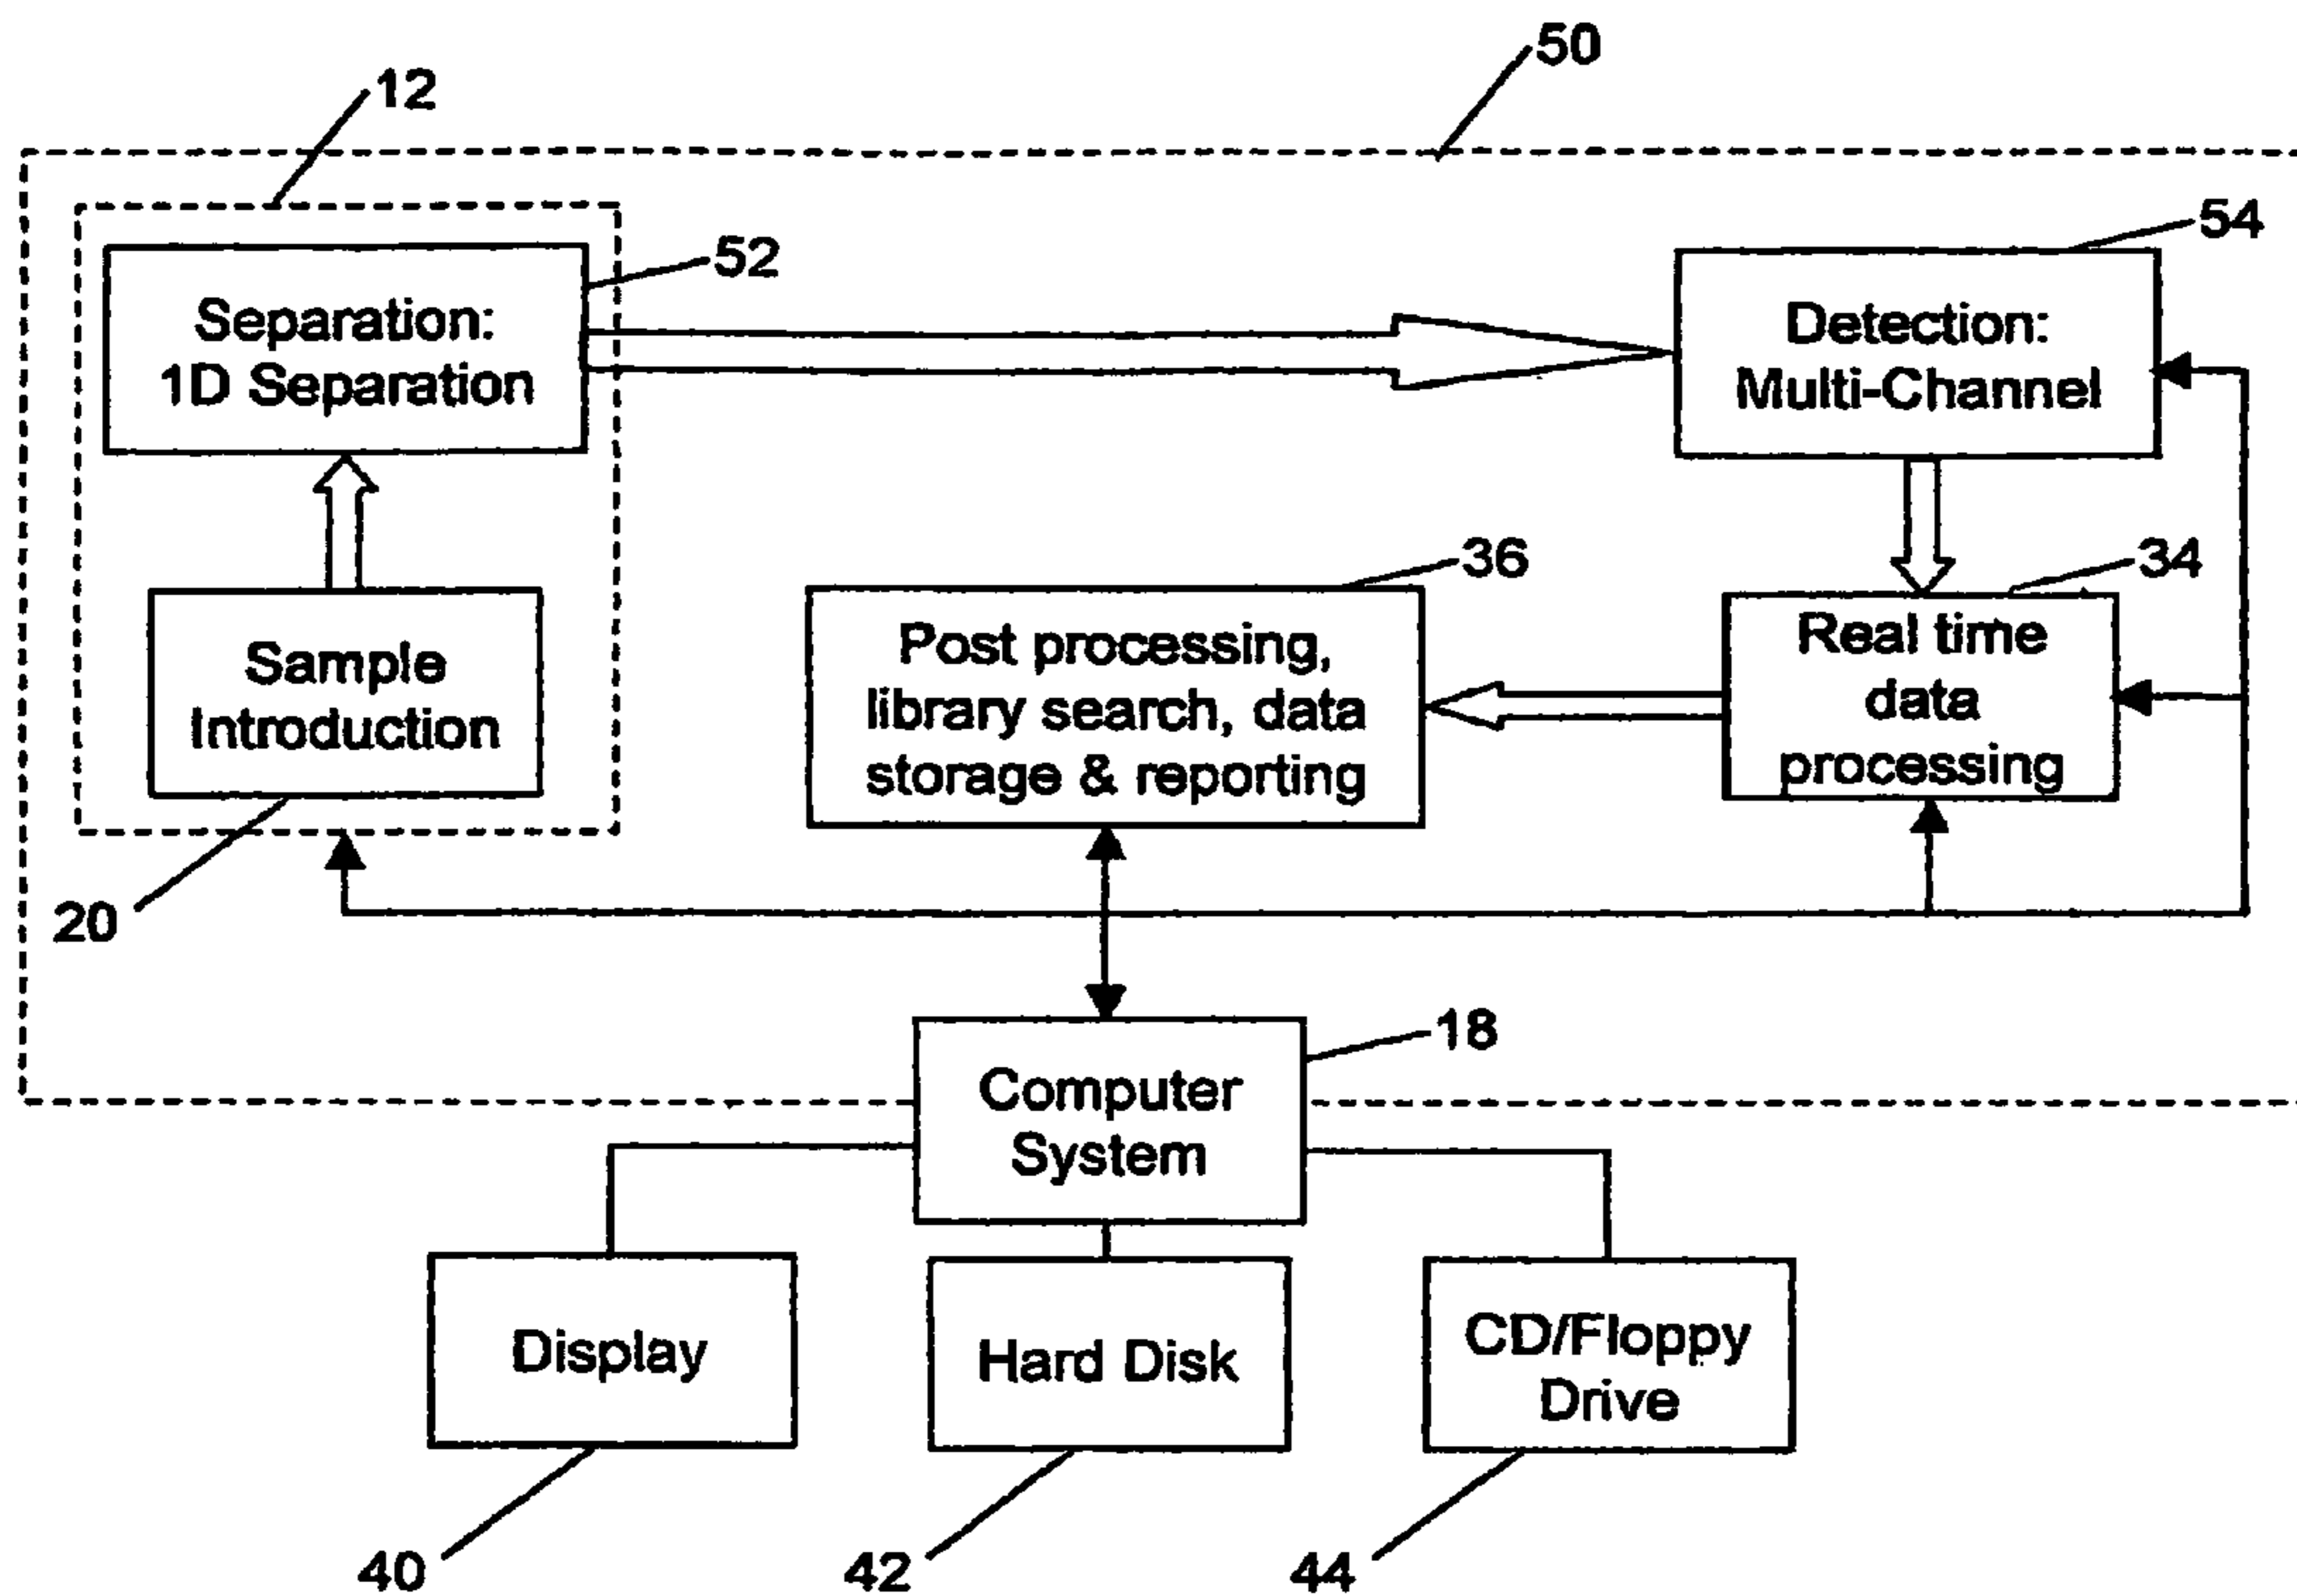 50
12
54
52
Separation:
1D Separation
Detection:
Multi-Channel
36
34
Sample
Introduction
Post processing,
library search, data
storage & reporting
Real time
data
processing
20
18
Computer
System
Display
Hard Disk
CD/Floppy
Drive
40
42
44